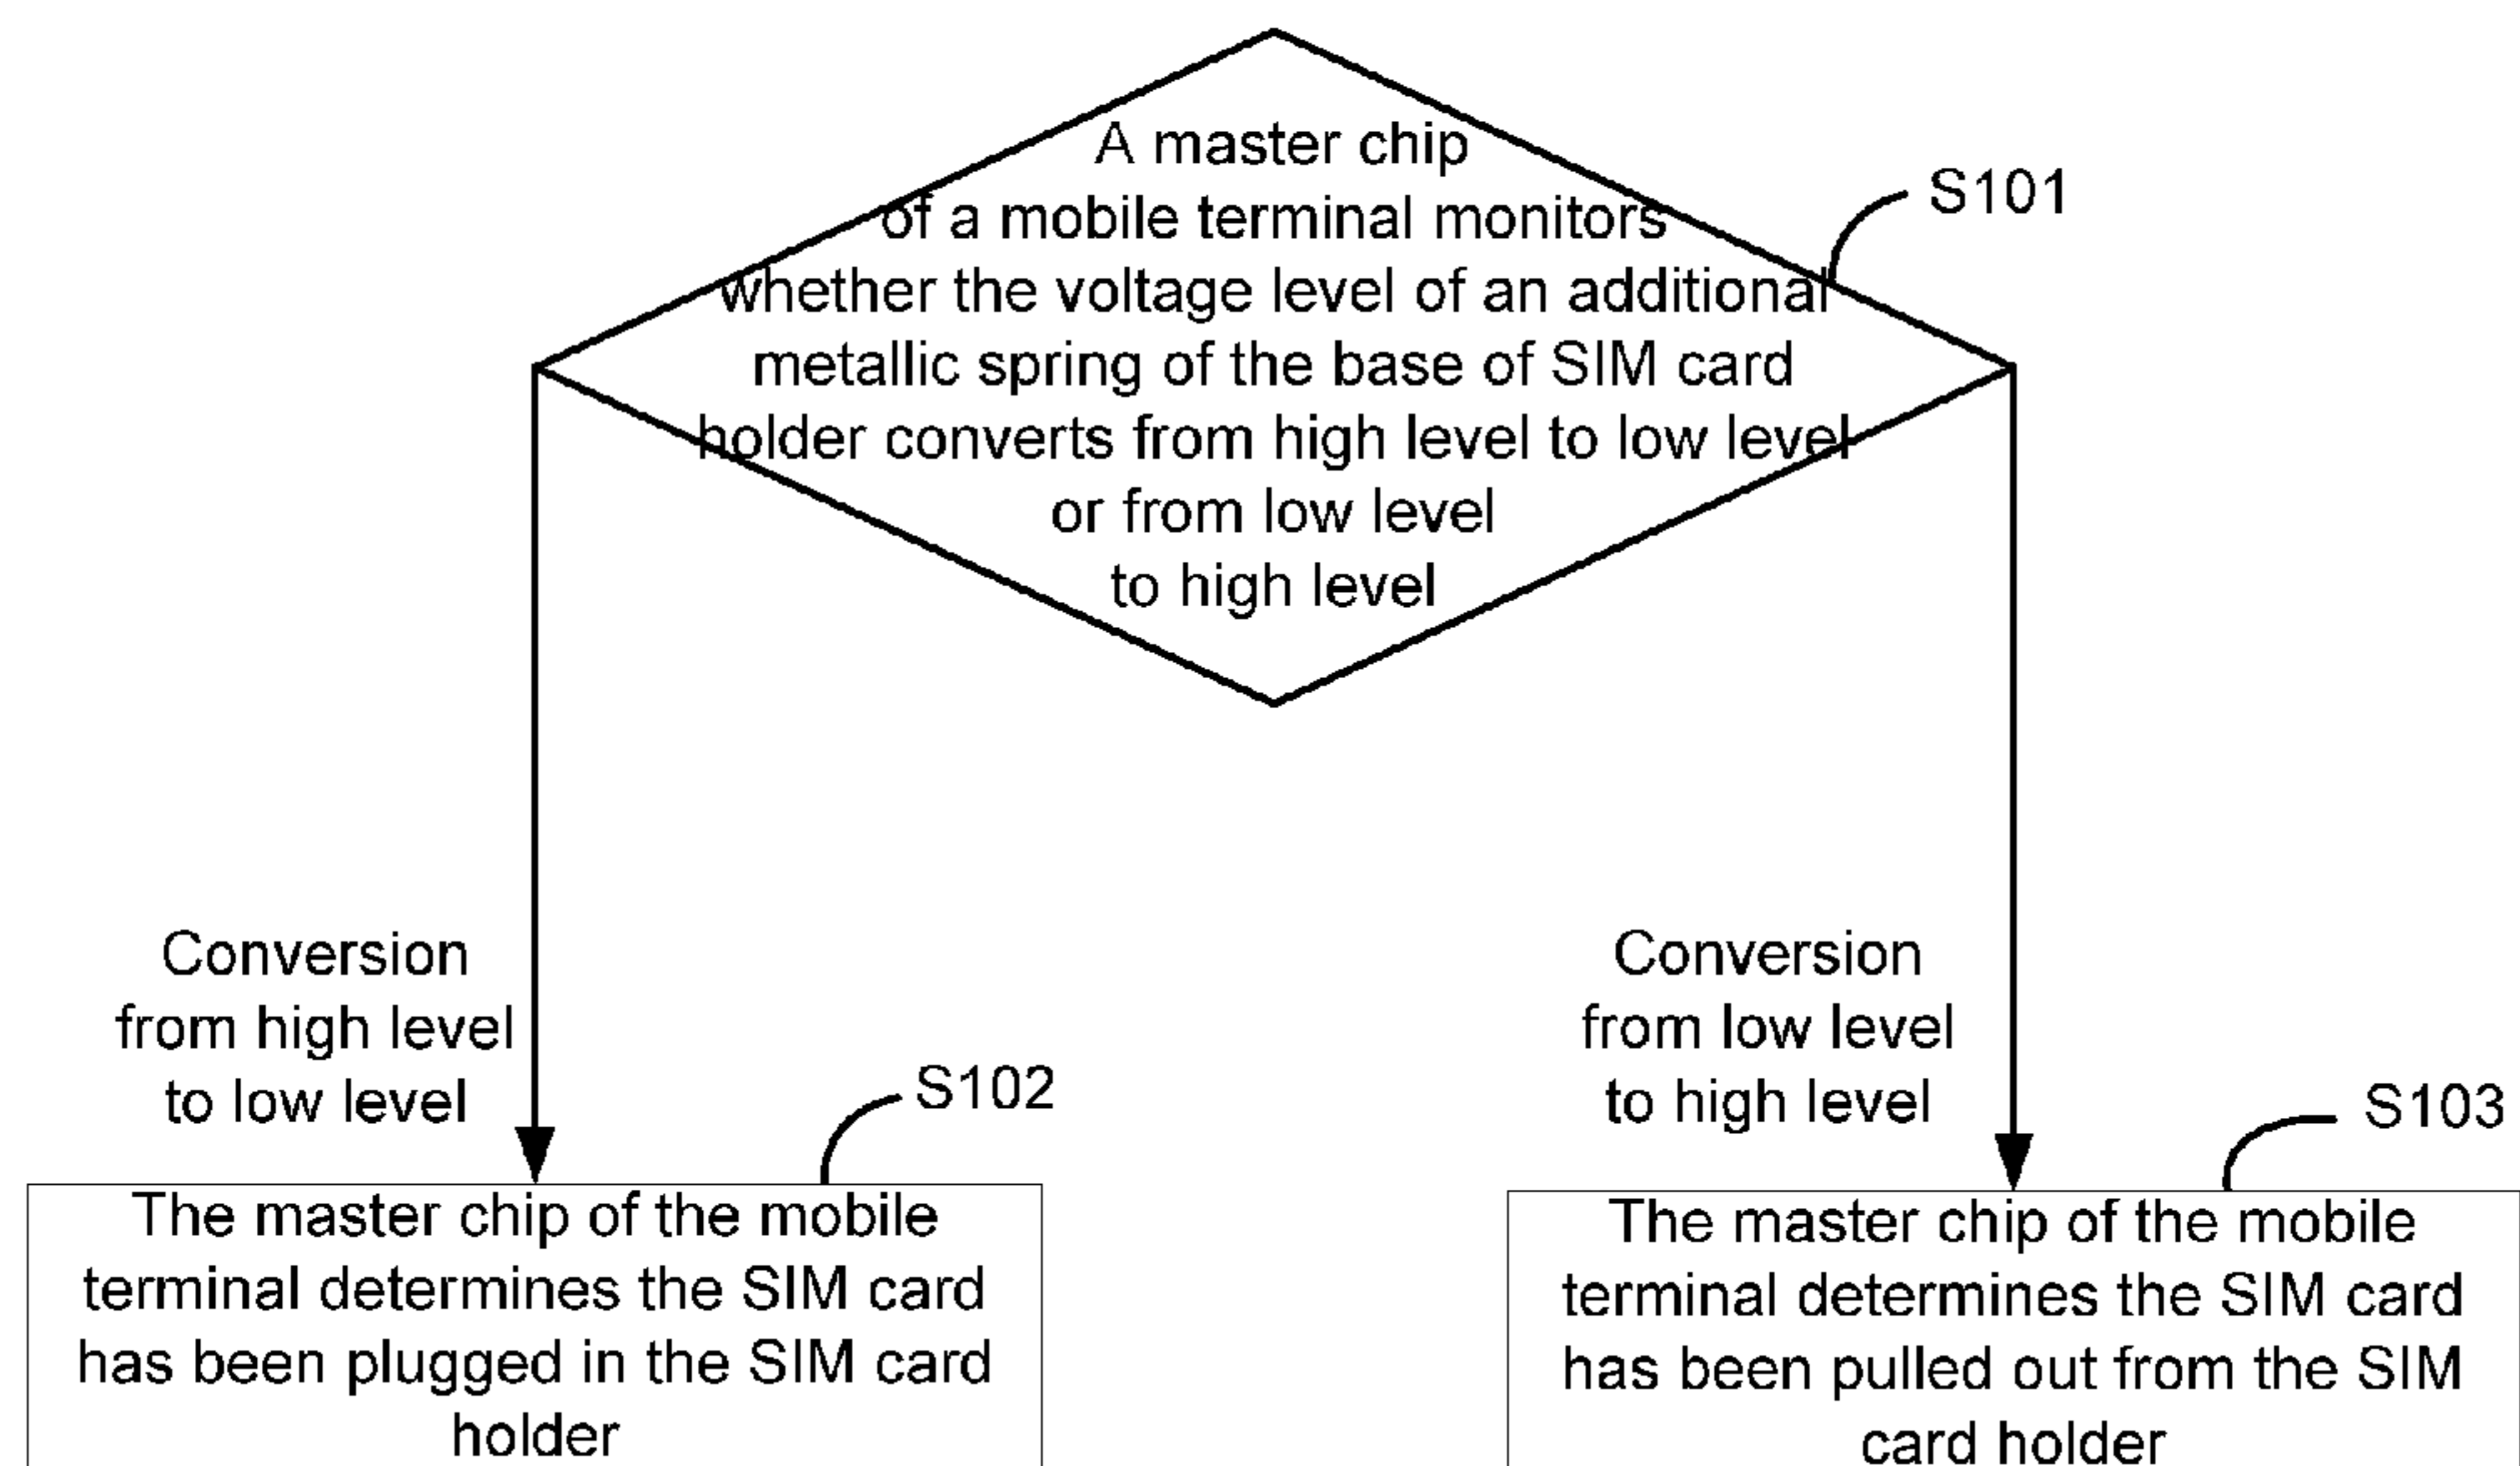 A master chip
of a mobile terminal monitors
whether the voltage level of an additional
metallic spring of the base of SIM card
holder converts from high level to low level
or from low level
to high level
S101
Conversion
from high level
to low level
S102
The master chip of the mobile
terminal determines the SIM card
has been plugged in the SIM card
holder
Conversion
from low level
to high level
S103
The master chip of the mobile
terminal determines the SIM card
has been pulled out from the SIM
card holder